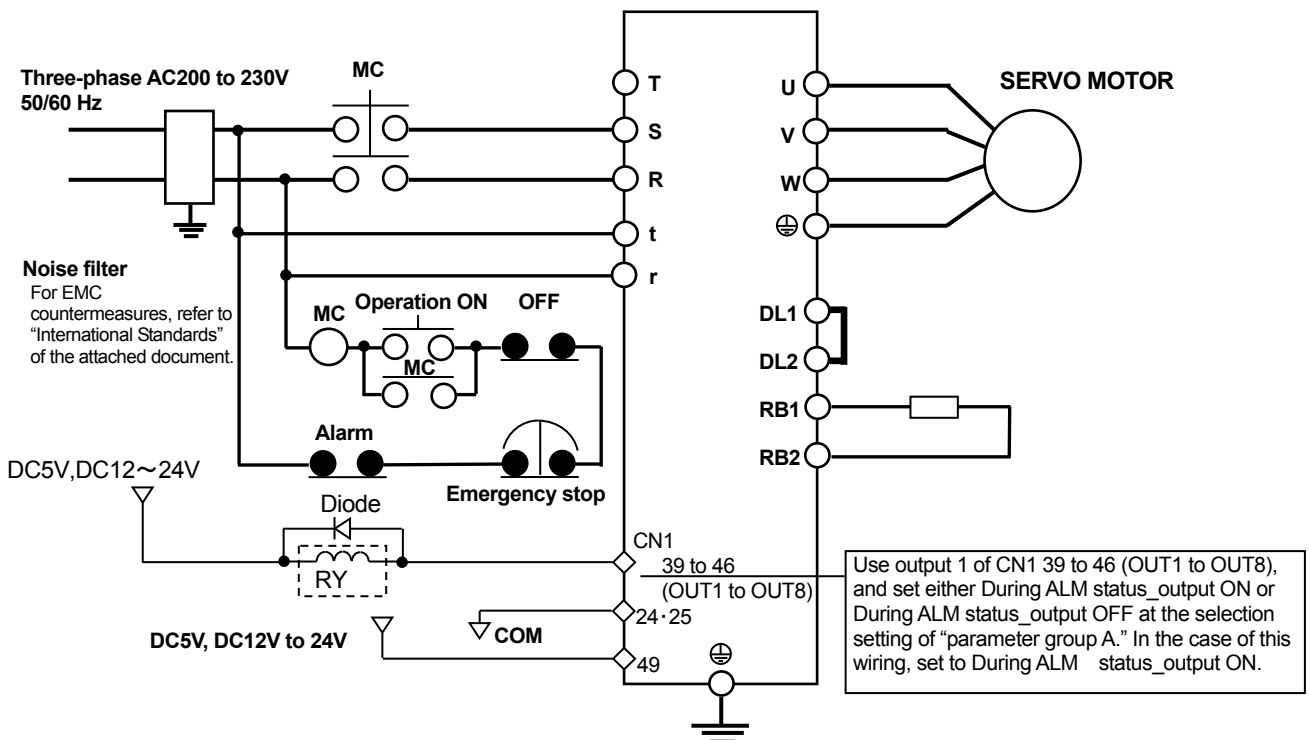 Three-phase AC200 to 230V
50/60 Hz
MC
T
S
R
t
r
U
V
W
SERVO MOTOR
Noise filter
For EMC
countermeasures, refer to
“International Standards”
of the attached document.
MC
Operation ON
OFF
MC
DL1
DL2
RB1
RB2
Alarm
Emergency stop
DC5V,DC12～24V
Diode
RY
CN1
39 to 46
(OUT1 to OUT8)
24･25
COM
DC5V, DC12V to 24V
49
Use output 1 of CN1 39 to 46 (OUT1 to OUT8),
and set either During ALM status_output ON or
During ALM status_output OFF at the selection
setting of “parameter group A.” In the case of this
wiring, set to During ALM status_output ON.